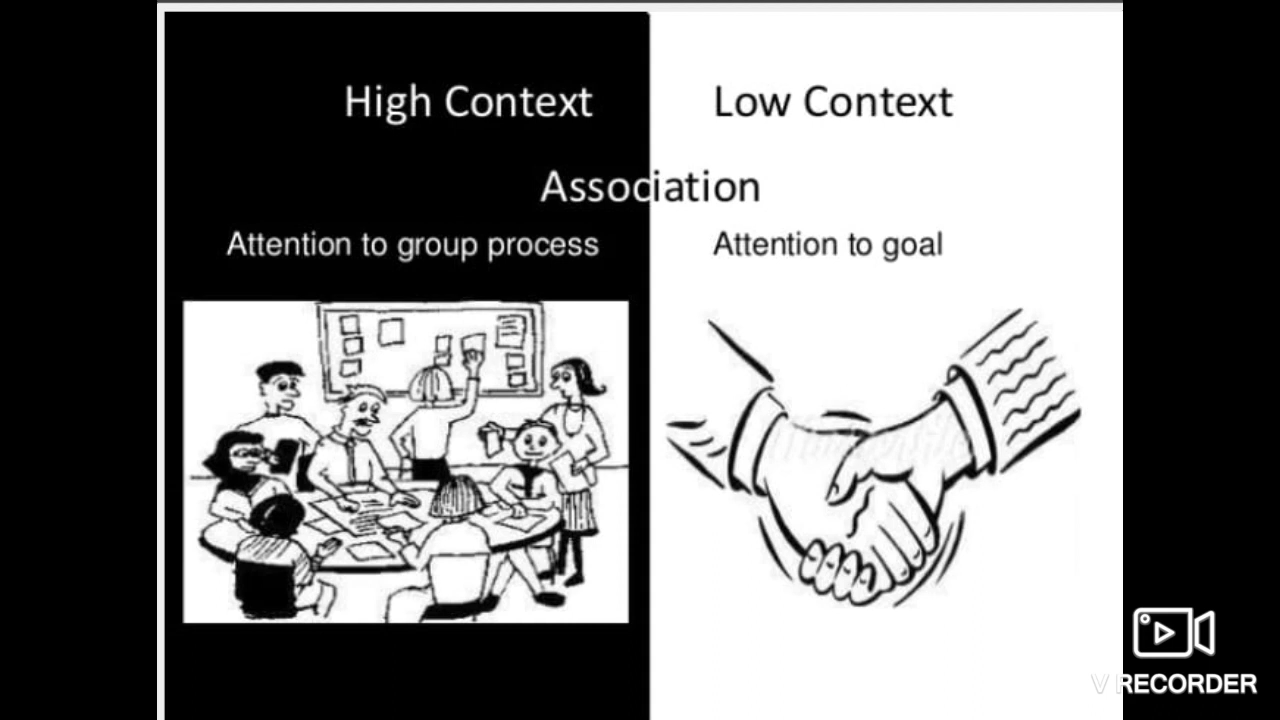 High Context
Low Context
Association
Attention to group process
Attention to goal
V RECORDER